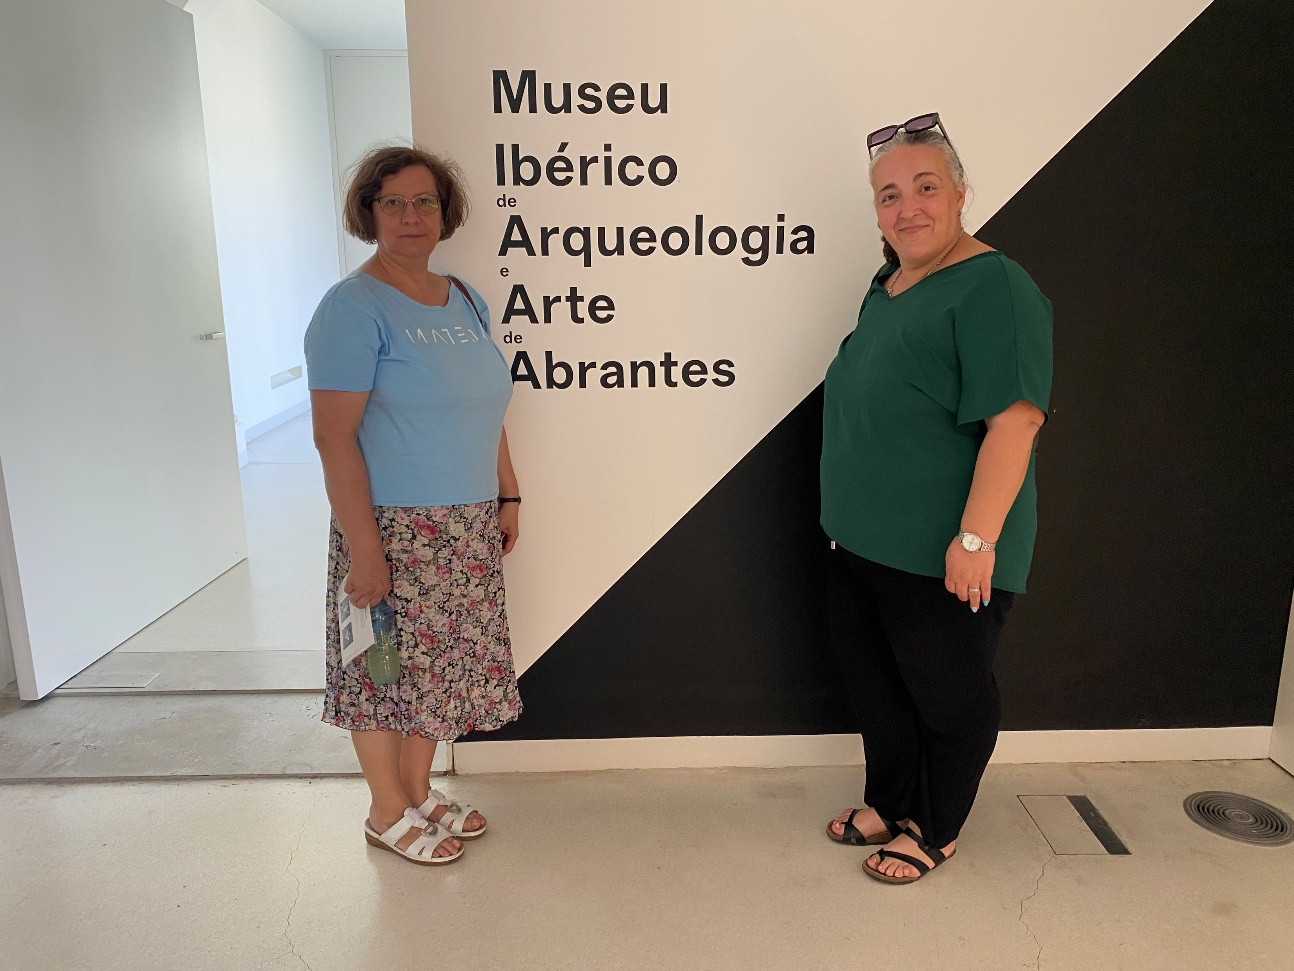 Museu
Ibérico
de
Arqueologia
e
Arte
de
Abrantes